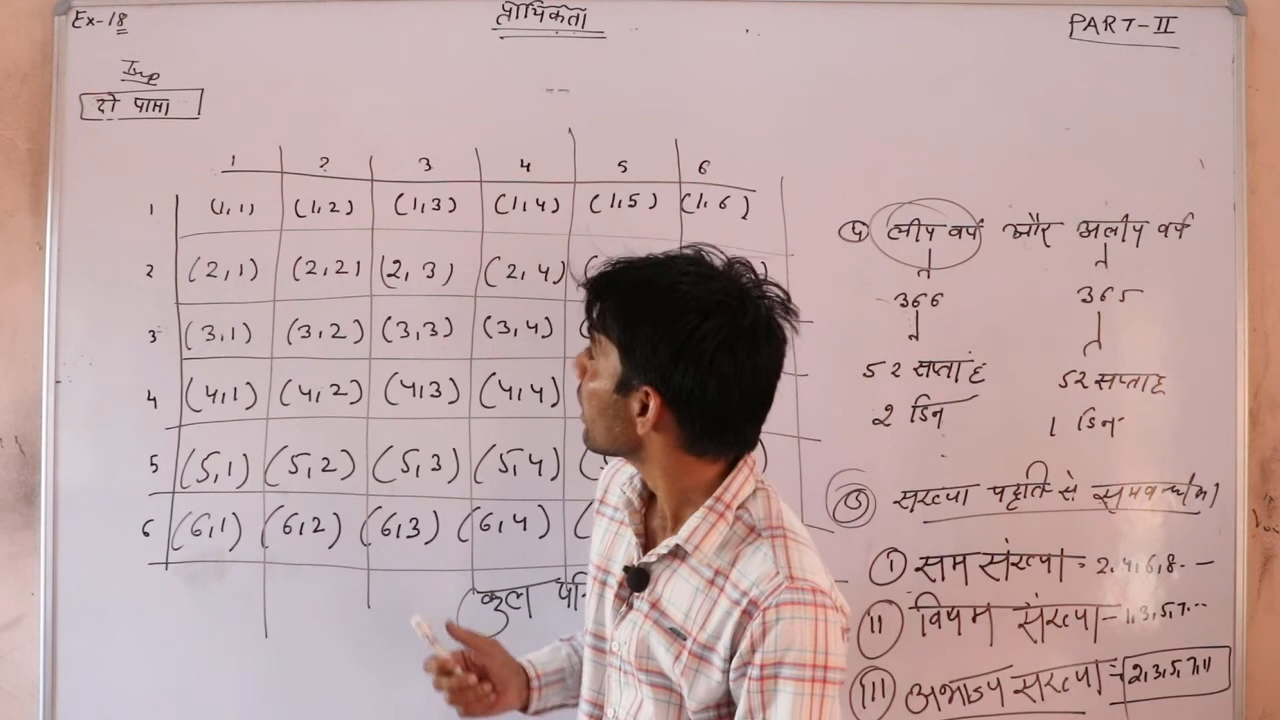 Ex-18
प्रायिकता
PART-II
Imp
दो पासा
1 2 3 4 5 6
1 (1,1) (1,2) (1,3) (1,4) (1,5) (1,6)
2 (2,1) (2,2) (2,3) (2,4)
3 (3,1) (3,2) (3,3) (3,4)
4 (4,1) (4,2) (4,3) (4,4)
5 (5,1) (5,2) (5,3) (5,4)
6 (6,1) (6,2) (6,3) (6,4)
कुल
लीप वर्ष और अलीप वर्ष
366 365
52 सप्ताह 52 सप्ताह
2 दिन 1 दिन
संख्या पद्दति से
I सम संख्या = 2,4,6,8--
II विषम संख्या - 1,3,5,7--
III अभाज्य संख्या = 2,3,5,7,11